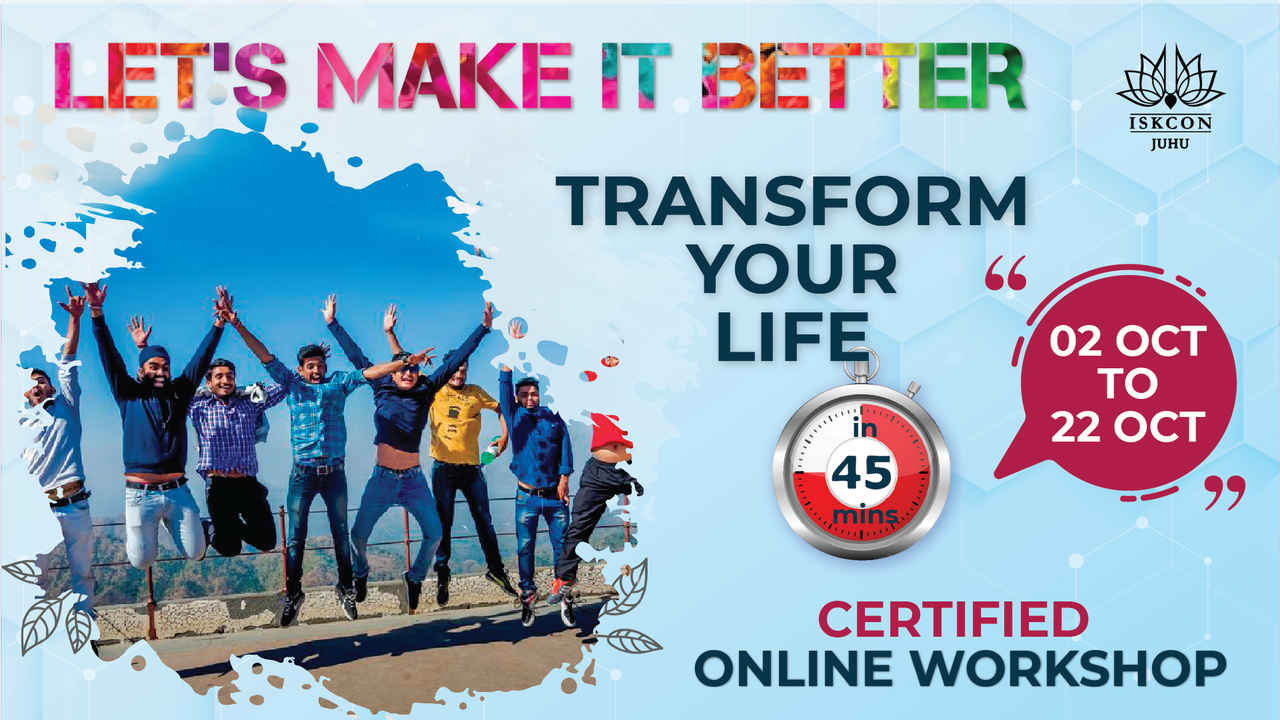 LET'S MAKE IT BETTER
ISKCON
JUHU
TRANSFORM
YOUR
LIFE
in
45
mins
“
02 OCT
TO
22 OCT
”
CERTIFIED
ONLINE WORKSHOP